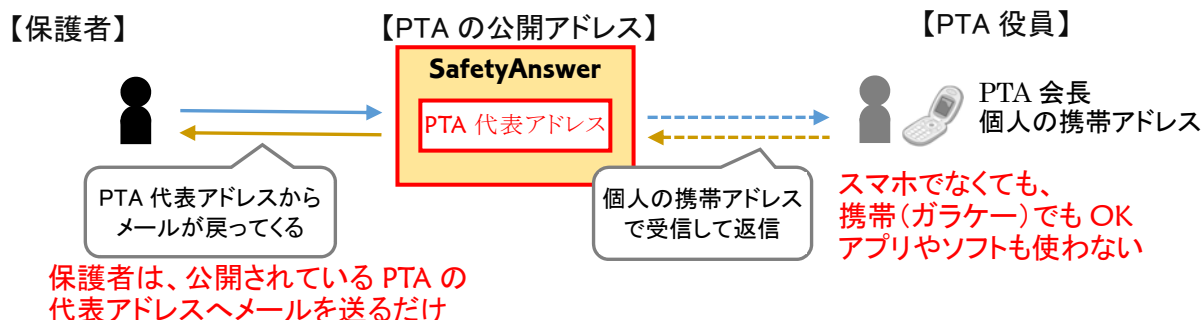 【保護者】
【PTA の公開アドレス】
【PTA 役員】
SafetyAnswer
PTA 代表アドレス
PTA 会長
個人の携帯アドレス
PTA 代表アドレスから
メールが戻ってくる
個人の携帯アドレス
で受信して返信
スマホでなくても、
携帯（ガラケー）でも OK
アプリやソフトも使わない
保護者は、公開されている PTA の
代表アドレスへメールを送るだけ